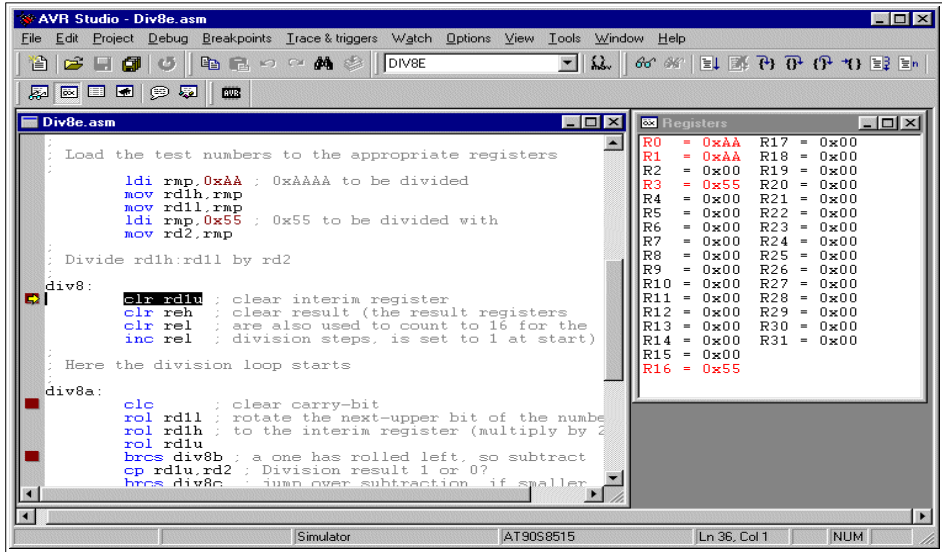 AVR Studio - Div8e.asm
File Edit Project Debug Breakpoints Trace & triggers Watch Options View Tools Window Help
DIV8E
AVR
Div8e.asm
;
; Load the test numbers to the appropriate registers
;
ldi rmp,0xAA ; 0xAAAA to be divided
mov rd1h,rmp
mov rd1l,rmp
ldi rmp,0x55 ; 0x55 to be divided with
mov rd2,rmp
;
; Divide rd1h:rd1l by rd2
;
div8:
clr rd1u ; clear interim register
clr reh ; clear result (the result registers
clr rel ; are also used to count to 16 for the
inc rel ; division steps, is set to 1 at start)
;
; Here the division loop starts
;
div8a:
clc ; clear carry-bit
rol rd1l ; rotate the next-upper bit of the numbe
rol rd1h ; to the interim register (multiply by 2
rol rd1u
brcs div8b ; a one has rolled left, so subtract
cp rd1u,rd2 ; Division result 1 or 0?
brcs div8c ; jump over subtraction, if smaller
Registers
R0 = 0xAA R17 = 0x00
R1 = 0xAA R18 = 0x00
R2 = 0x00 R19 = 0x00
R3 = 0x55 R20 = 0x00
R4 = 0x00 R21 = 0x00
R5 = 0x00 R22 = 0x00
R6 = 0x00 R23 = 0x00
R7 = 0x00 R24 = 0x00
R8 = 0x00 R25 = 0x00
R9 = 0x00 R26 = 0x00
R10 = 0x00 R27 = 0x00
R11 = 0x00 R28 = 0x00
R12 = 0x00 R29 = 0x00
R13 = 0x00 R30 = 0x00
R14 = 0x00 R31 = 0x00
R15 = 0x00
R16 = 0x55
Simulator AT90S8515 Ln 36, Col 1 NUM